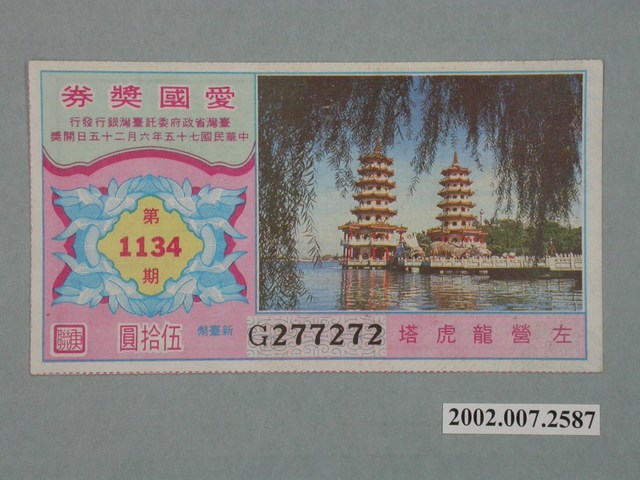 愛國獎券
臺灣省政府委託臺灣銀行發行
中華民國七十五年六月二十五日開獎
第
1134
期
庚聯
新臺幣
伍拾圓
G277272
左營龍虎塔
2002.007.2587